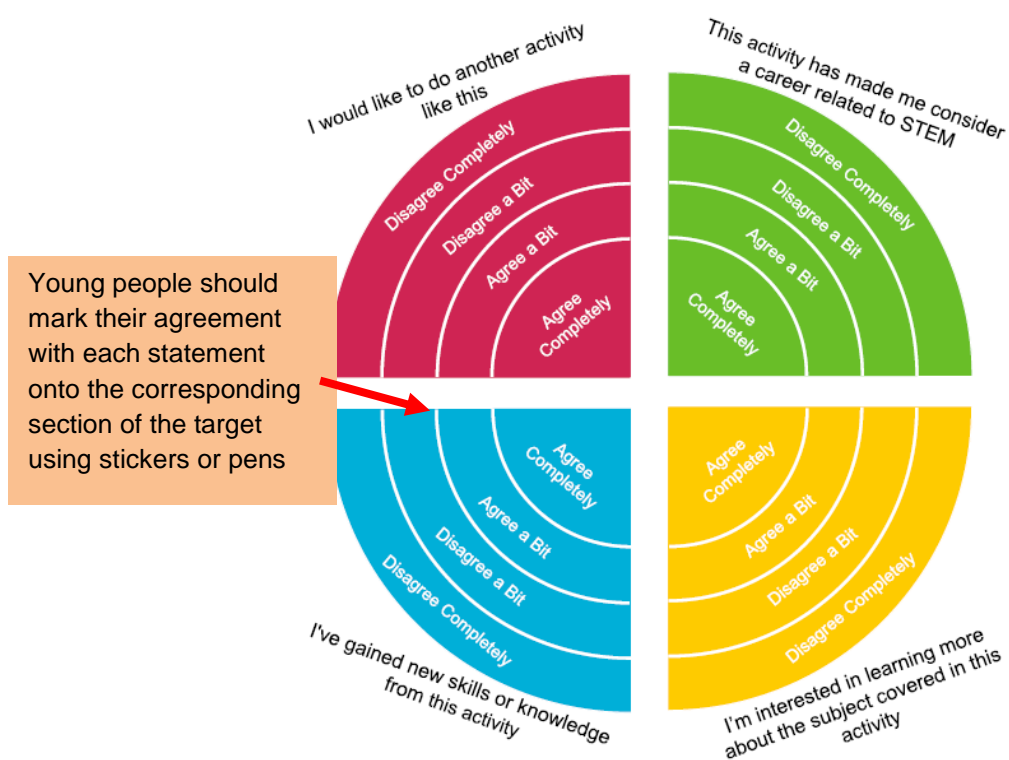 I would like to do another activity
like this
Disagree Completely
Disagree a Bit
Agree a Bit
Agree
Completely
This activity has made me consider
a career related to STEM
Disagree Completely
Disagree a Bit
Agree a Bit
Agree
Completely
Young people should
mark their agreement
with each statement
onto the corresponding
section of the target
using stickers or pens
Agree
Completely
Agree a Bit
Disagree a Bit
Disagree Completely
I've gained new skills or knowledge
from this activity
Agree
Completely
Agree a Bit
Disagree a Bit
Disagree Completely
I'm interested in learning more
about the subject covered in this
activity